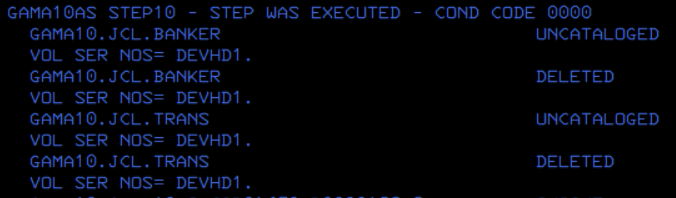 GAMA10AS STEP10 - STEP WAS EXECUTED - COND CODE 0000
GAMA10.JCL.BANKER UNCATALOGED
VOL SER NOS= DEVHD1.
GAMA10.JCL.BANKER DELETED
VOL SER NOS= DEVHD1.
GAMA10.JCL.TRANS UNCATALOGED
VOL SER NOS= DEVHD1.
GAMA10.JCL.TRANS DELETED
VOL SER NOS= DEVHD1.